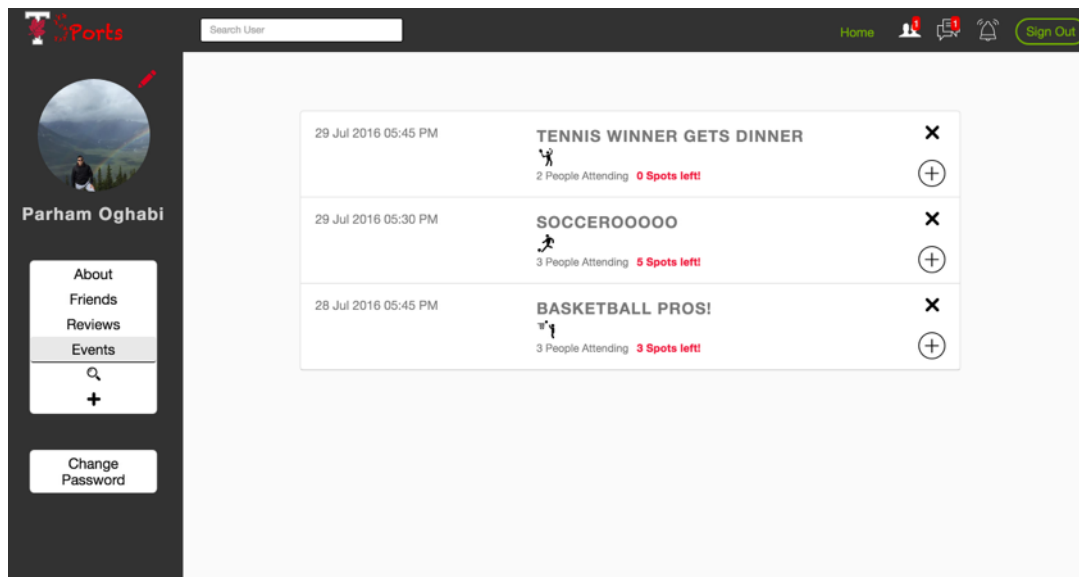 T SPorts
Search User
Home
1
1
Sign Out
Parham Oghabi
About
Friends
Reviews
Events
Change
Password
29 Jul 2016 05:45 PM
TENNIS WINNER GETS DINNER
2 People Attending 0 Spots left!
29 Jul 2016 05:30 PM
SOCCEROOOOO
3 People Attending 5 Spots left!
28 Jul 2016 05:45 PM
BASKETBALL PROS!
3 People Attending 3 Spots left!